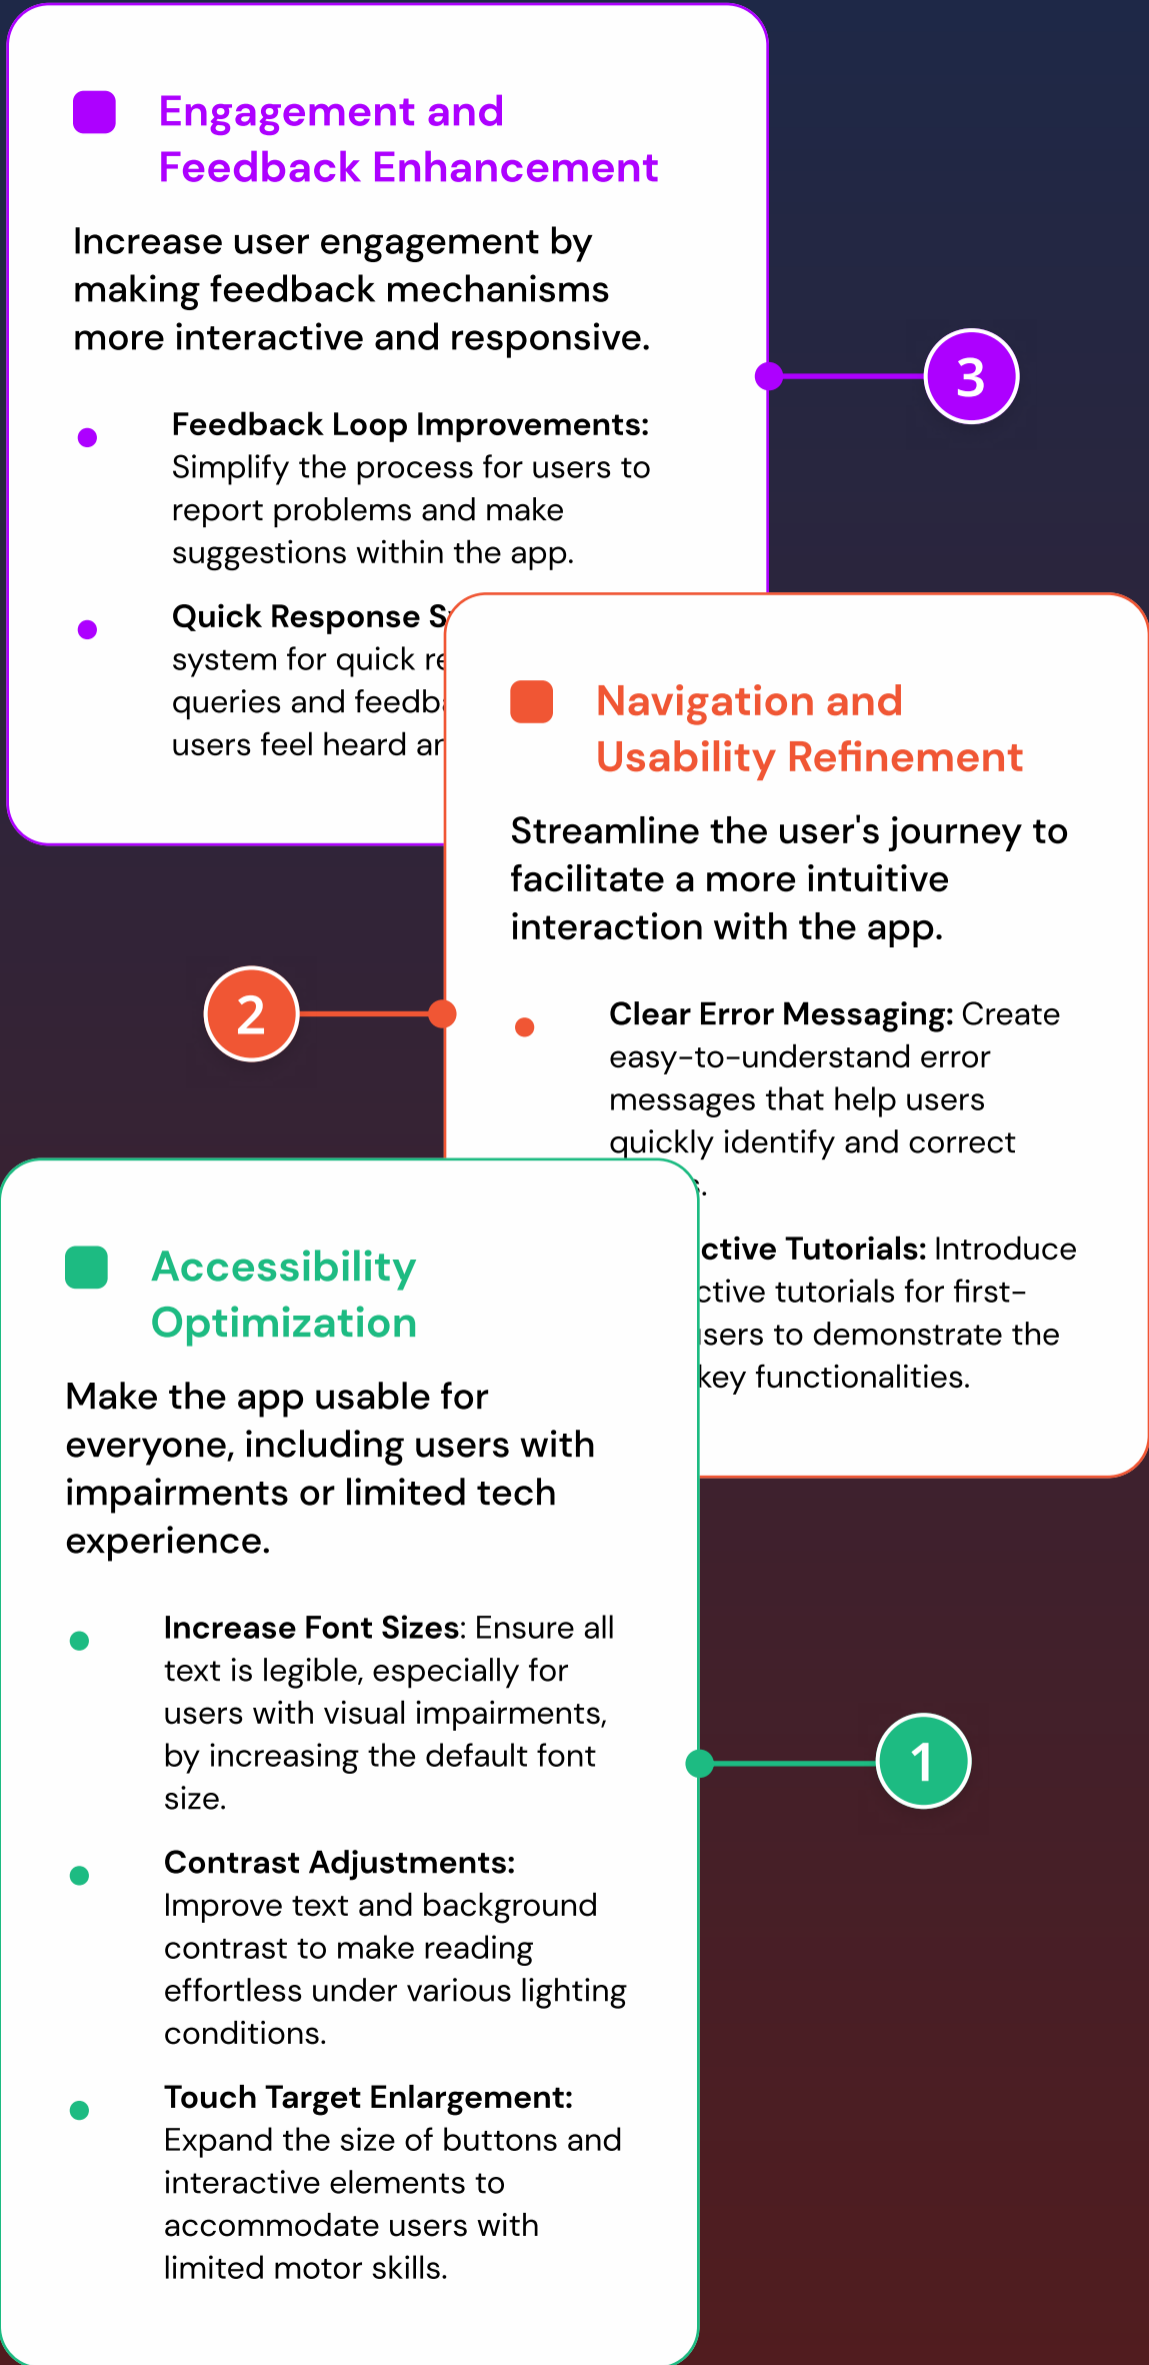 Engagement and
Feedback Enhancement
Increase user engagement by
making feedback mechanisms
more interactive and responsive.
3
Feedback Loop Improvements:
Simplify the process for users to
report problems and make
suggestions within the app.
Quick Response
system for quick
queries and
users feel heard
Navigation and
Usability Refinement
Streamline the user's journey to
facilitate a more intuitive
interaction with the app.
2
Clear Error Messaging: Create
easy-to-understand error
messages that help users
quickly identify and correct
Tutorials: Introduce
tutorials for first-
to demonstrate the
key functionalities.
Accessibility
Optimization
Make the app usable for
everyone, including users with
impairments or limited tech
experience.
Increase Font Sizes: Ensure all
text is legible, especially for
users with visual impairments,
by increasing the default font
size.
1
Contrast Adjustments:
Improve text and background
contrast to make reading
effortless under various lighting
conditions.
Touch Target Enlargement:
Expand the size of buttons and
interactive elements to
accommodate users with
limited motor skills.